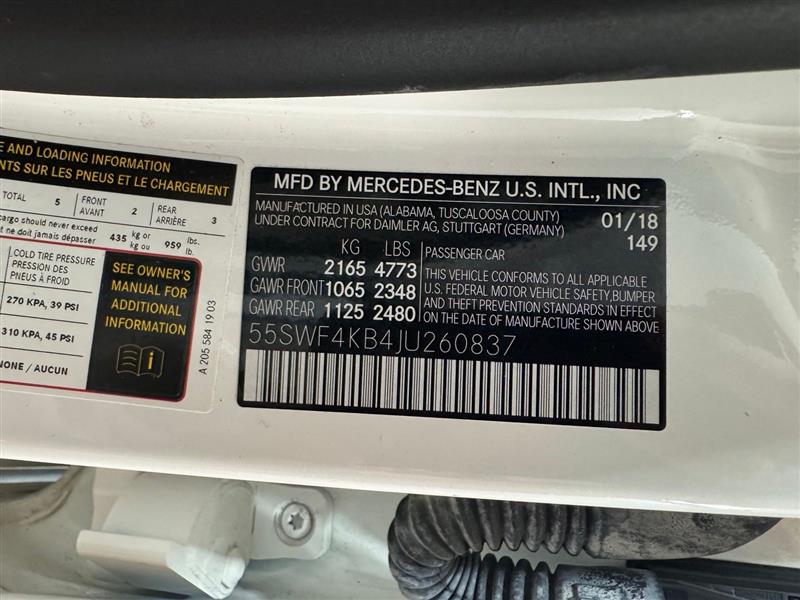 E AND LOADING INFORMATION
NTS SUR LES PNEUS ET LE CHARGEMENT
TOTAL 5 FRONT AVANT 2 REAR ARRIÈRE 3
cargo should never exceed
t ne doit jamais dépasser 435 kg or kg ou 959 lbs. lb.
COLD TIRE PRESSURE
PRESSION DES
PNEUS À FROID
270 KPA, 39 PSI
310 KPA, 45 PSI
NONE / AUCUN
SEE OWNER'S
MANUAL FOR
ADDITIONAL
INFORMATION
i
A 205 584 19 03
MFD BY MERCEDES-BENZ U.S. INTL., INC
MANUFACTURED IN USA (ALABAMA, TUSCALOOSA COUNTY)
UNDER CONTRACT FOR DAIMLER AG, STUTTGART (GERMANY)
01/18
149
KG LBS
GVWR 2165 4773
GAWR FRONT 1065 2348
GAWR REAR 1125 2480
PASSENGER CAR
THIS VEHICLE CONFORMS TO ALL APPLICABLE
U.S. FEDERAL MOTOR VEHICLE SAFETY, BUMPER
AND THEFT PREVENTION STANDARDS IN EFFECT
ON THE DATE OF MANUFACTURE SHOWN ABOVE
55SWF4KB4JU260837